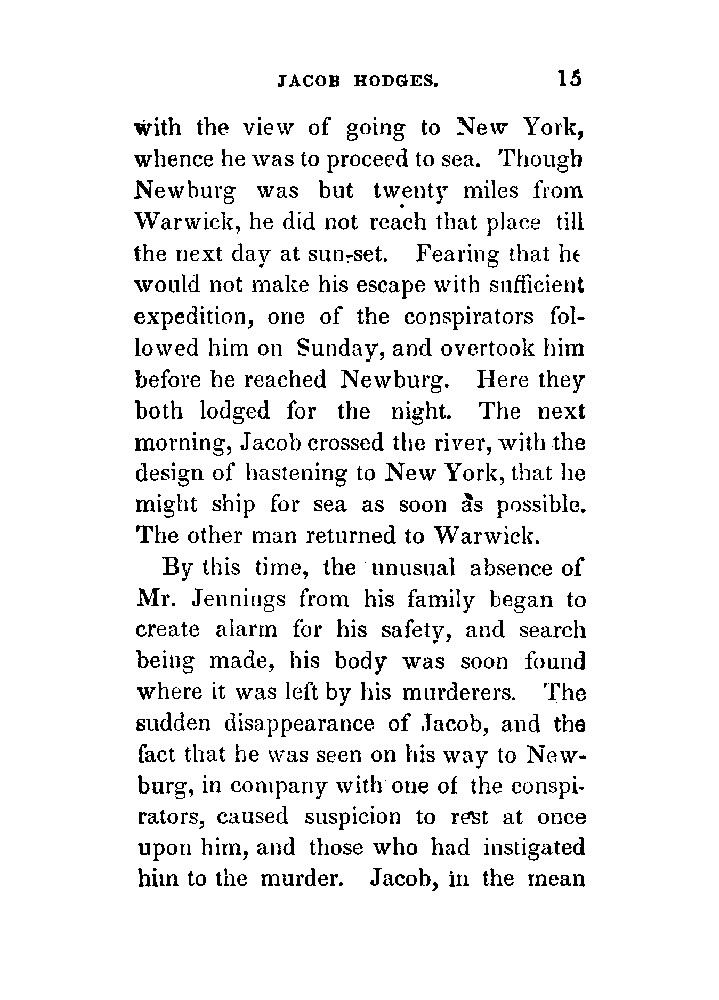 JACOB HODGES. 15
with the view of going to New York,
whence he was to proceed to sea. Though
Newburg was but twenty miles from
Warwick, he did not reach that place till
the next day at sun-set. Fearing that he
would not make his escape with sufficient
expedition, one of the conspirators fol-
lowed him on Sunday, and overtook him
before he reached Newburg. Here they
both lodged for the night. The next
morning, Jacob crossed the river, with the
design of hastening to New York, that he
might ship for sea as soon as possible.
The other man returned to Warwick.
By this time, the unusual absence of
Mr. Jennings from his family began to
create alarm for his safety, and search
being made, his body was soon found
where it was left by his murderers. The
sudden disappearance of Jacob, and the
fact that he was seen on his way to New-
burg, in company with one of the conspi-
rators, caused suspicion to rest at once
upon him, and those who had instigated
him to the murder. Jacob, in the mean